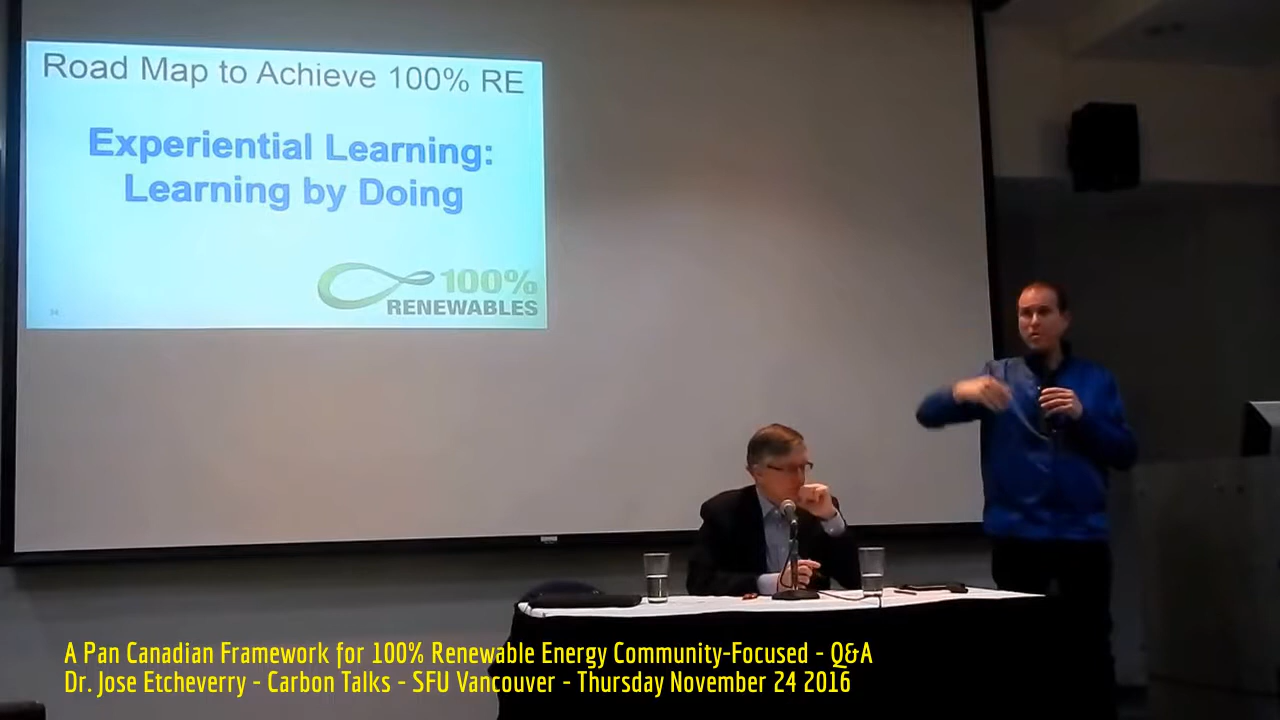 Road Map to Achieve 100% RE
Experiential Learning:
Learning by Doing
100%
RENEWABLES
A Pan Canadian Framework for 100% Renewable Energy Community-Focused - Q&A
Dr. Jose Etcheverry - Carbon Talks - SFU Vancouver - Thursday November 24 2016